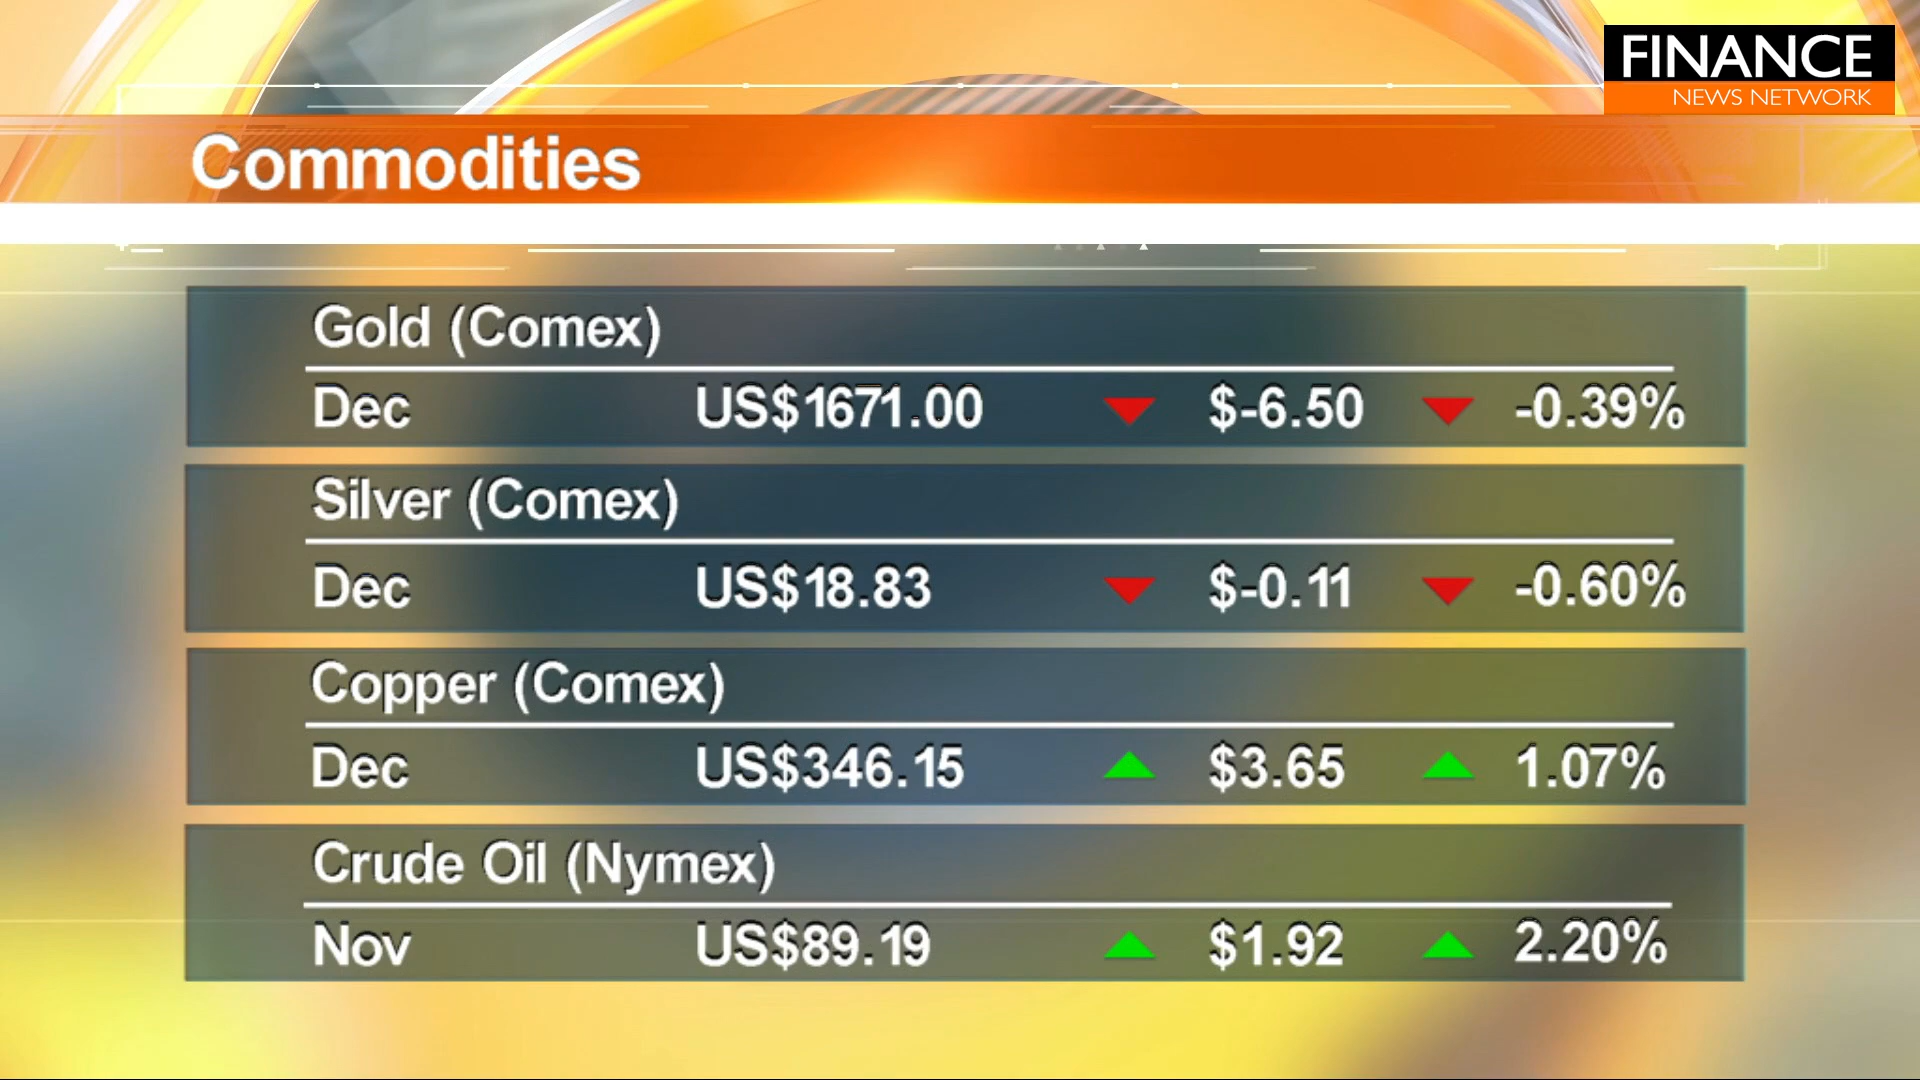 FINANCE
NEWS NETWORK
Commodities
Gold (Comex)
Dec US$1671.00 $-6.50 -0.39%
Silver (Comex)
Dec US$18.83 $-0.11 -0.60%
Copper (Comex)
Dec US$346.15 $3.65 1.07%
Crude Oil (Nymex)
Nov US$89.19 $1.92 2.20%